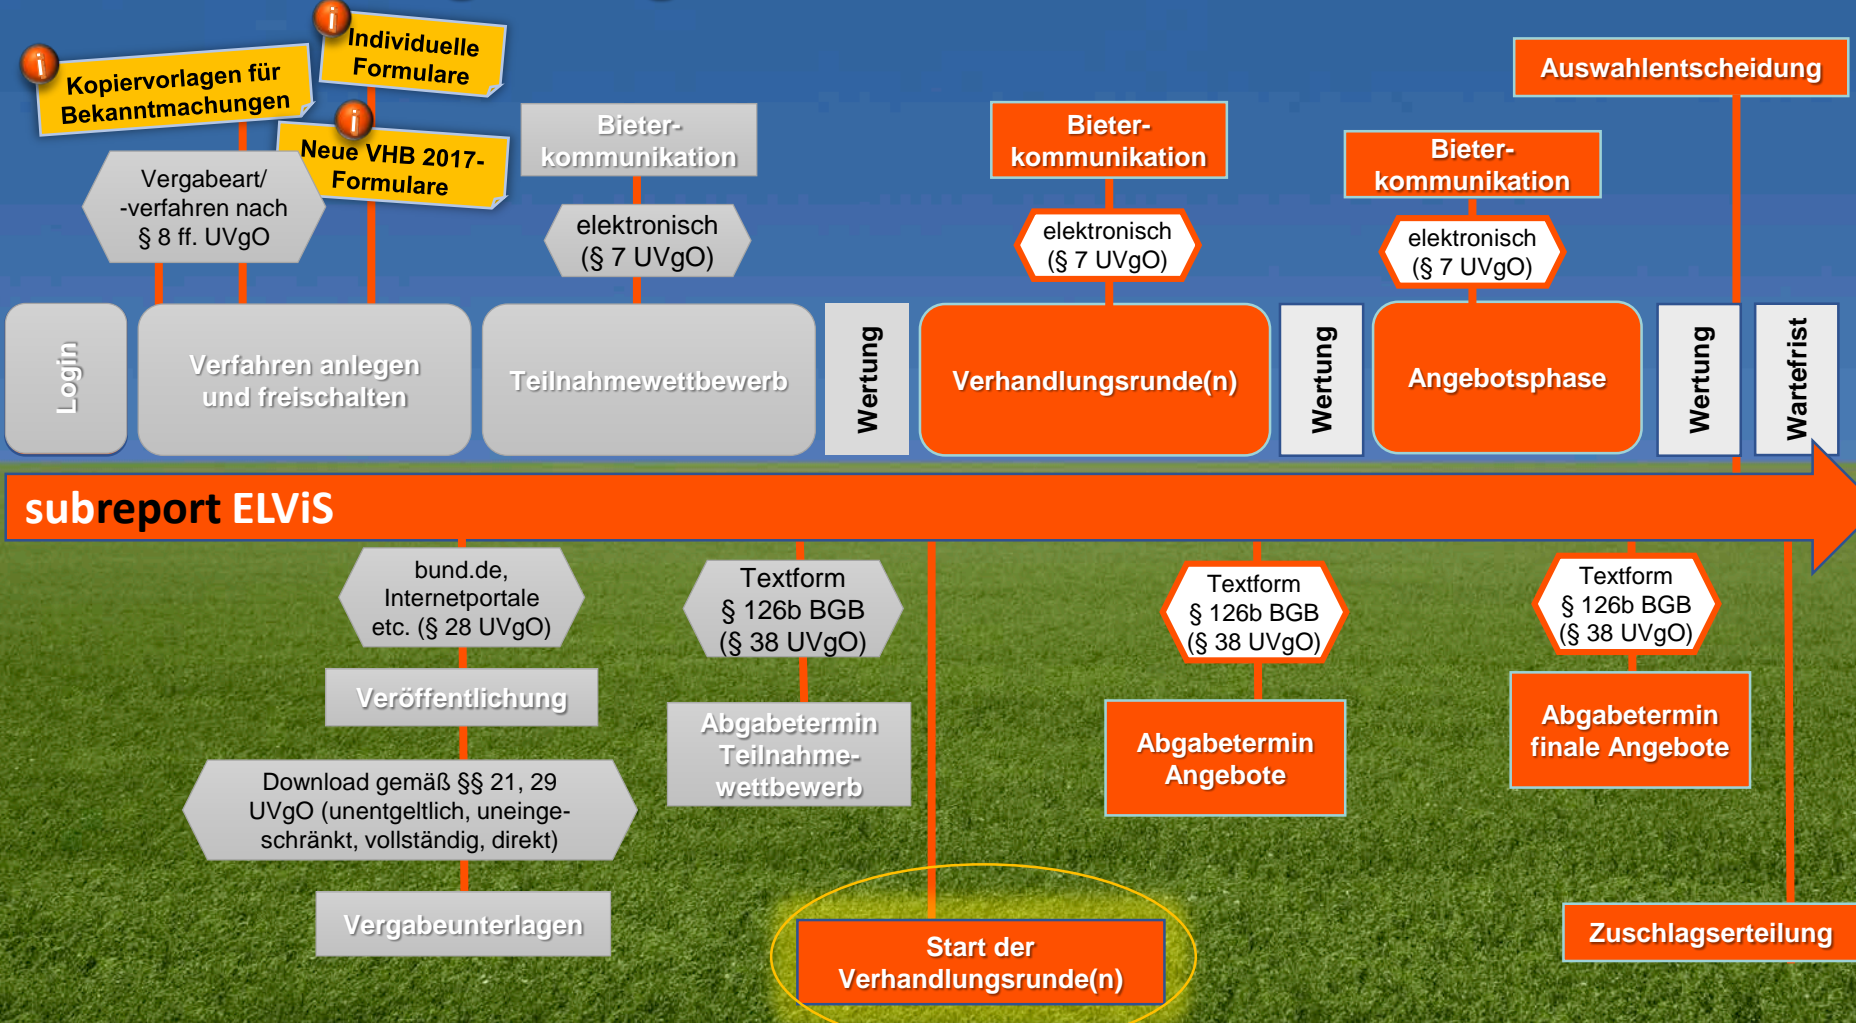 Individuelle
Formulare
Kopiervorlagen für
Bekanntmachungen
Neue VHB 2017-
Formulare
Auswahlentscheidung
Bieter-
kommunikation
Bieter-
kommunikation
Bieter-
kommunikation
Vergabeart/
-verfahren nach
§ 8 ff. UVgO
elektronisch
(§ 7 UVgO)
elektronisch
(§ 7 UVgO)
elektronisch
(§ 7 UVgO)
Login
Verfahren anlegen
und freischalten
Teilnahmewettbewerb
Wertung
Verhandlungsrunde(n)
Wertung
Angebotsphase
Wertung
Wartefrist
subreport ELViS
bund.de,
Internetportale
etc. (§ 28 UVgO)
Veröffentlichung
Download gemäß §§ 21, 29
UVgO (unentgeltlich, uneinge-
schränkt, vollständig, direkt)
Vergabeunterlagen
Textform
§ 126b BGB
(§ 38 UVgO)
Abgabetermin
Teilnahme-
wettbewerb
Start der
Verhandlungsrunde(n)
Textform
§ 126b BGB
(§ 38 UVgO)
Abgabetermin
Angebote
Textform
§ 126b BGB
(§ 38 UVgO)
Abgabetermin
finale Angebote
Zuschlagserteilung